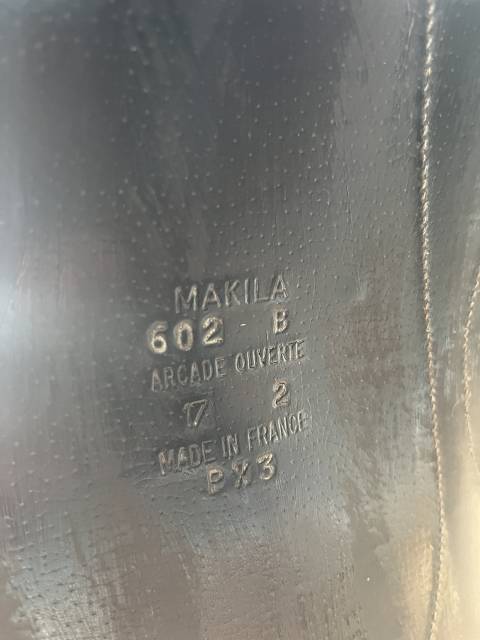 MAKILA
602 B
ARCADE OUVERTE
17 2
MADE IN FRANCE
PX3